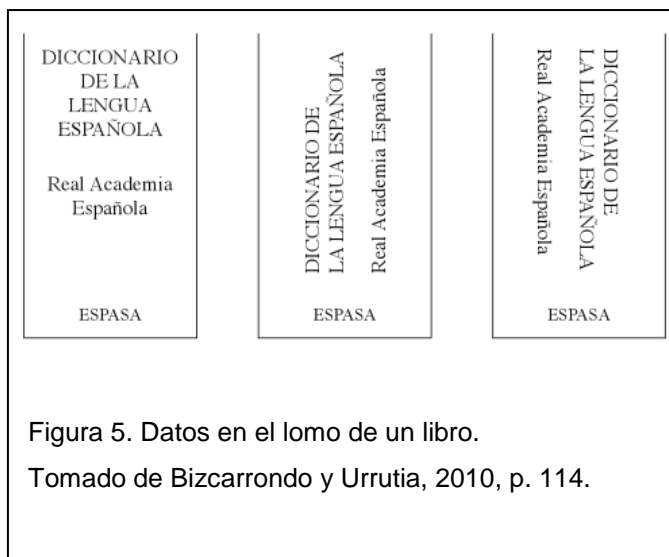 DICCIONARIO
DE LA
LENGUA
ESPAÑOLA
Real Academia
Española
ESPASA
DICCIONARIO DE
LA LENGUA ESPAÑOLA
Real Academia Española
ESPASA
DICCIONARIO DE
LA LENGUA ESPAÑOLA
Real Academia Española
ESPASA
Figura 5. Datos en el lomo de un libro.
Tomado de Bizcarrondo y Urrutia, 2010, p. 114.